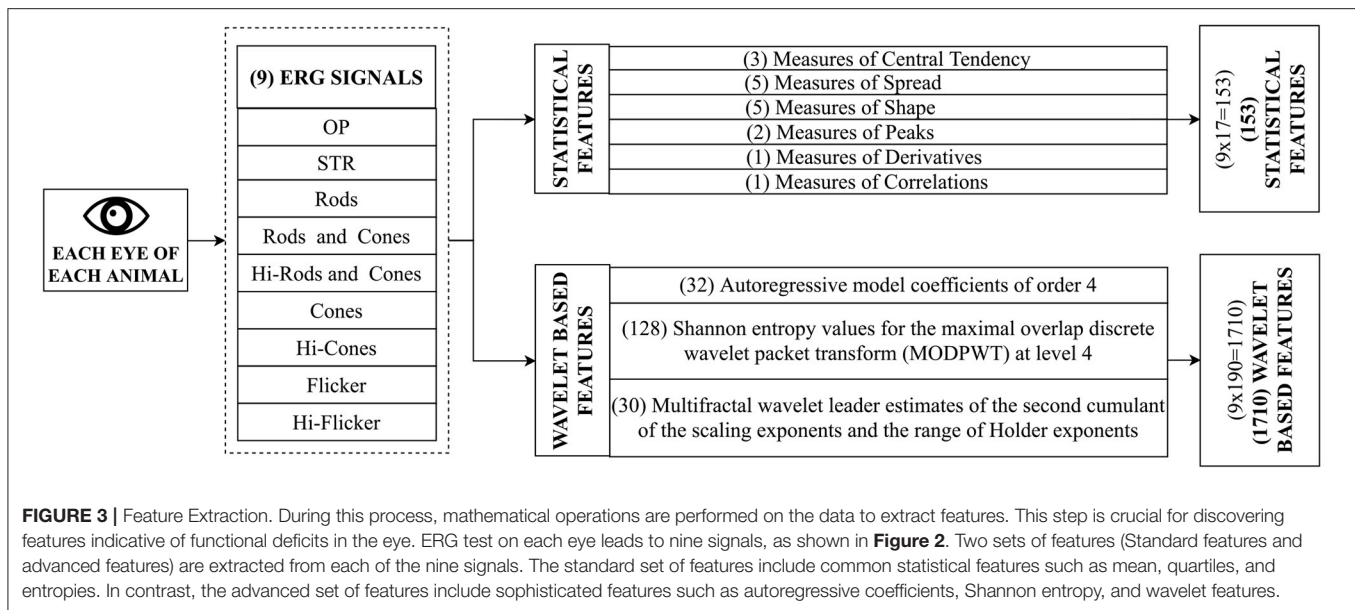 EACH EYE OF
EACH ANIMAL
(9) ERG SIGNALS
OP
STR
Rods
Rods and Cones
Hi-Rods and Cones
Cones
Hi-Cones
Flicker
Hi-Flicker
STATISTICAL
FEATURES
(3) Measures of Central Tendency
(5) Measures of Spread
(5) Measures of Shape
(2) Measures of Peaks
(1) Measures of Derivatives
(1) Measures of Correlations
(9x17=153)
(153)
STATISTICAL
FEATURES
WAVELET BASED
FEATURES
(32) Autoregressive model coefficients of order 4
(128) Shannon entropy values for the maximal overlap discrete
wavelet packet transform (MODPWT) at level 4
(30) Multifractal wavelet leader estimates of the second cumulant
of the scaling exponents and the range of Holder exponents
(9x190=1710)
(1710) WAVELET
BASED FEATURES
FIGURE 3 | Feature Extraction. During this process, mathematical operations are performed on the data to extract features. This step is crucial for discovering
features indicative of functional deficits in the eye. ERG test on each eye leads to nine signals, as shown in Figure 2. Two sets of features (Standard features and
advanced features) are extracted from each of the nine signals. The standard set of features include common statistical features such as mean, quartiles, and
entropies. In contrast, the advanced set of features include sophisticated features such as autoregressive coefficients, Shannon entropy, and wavelet features.